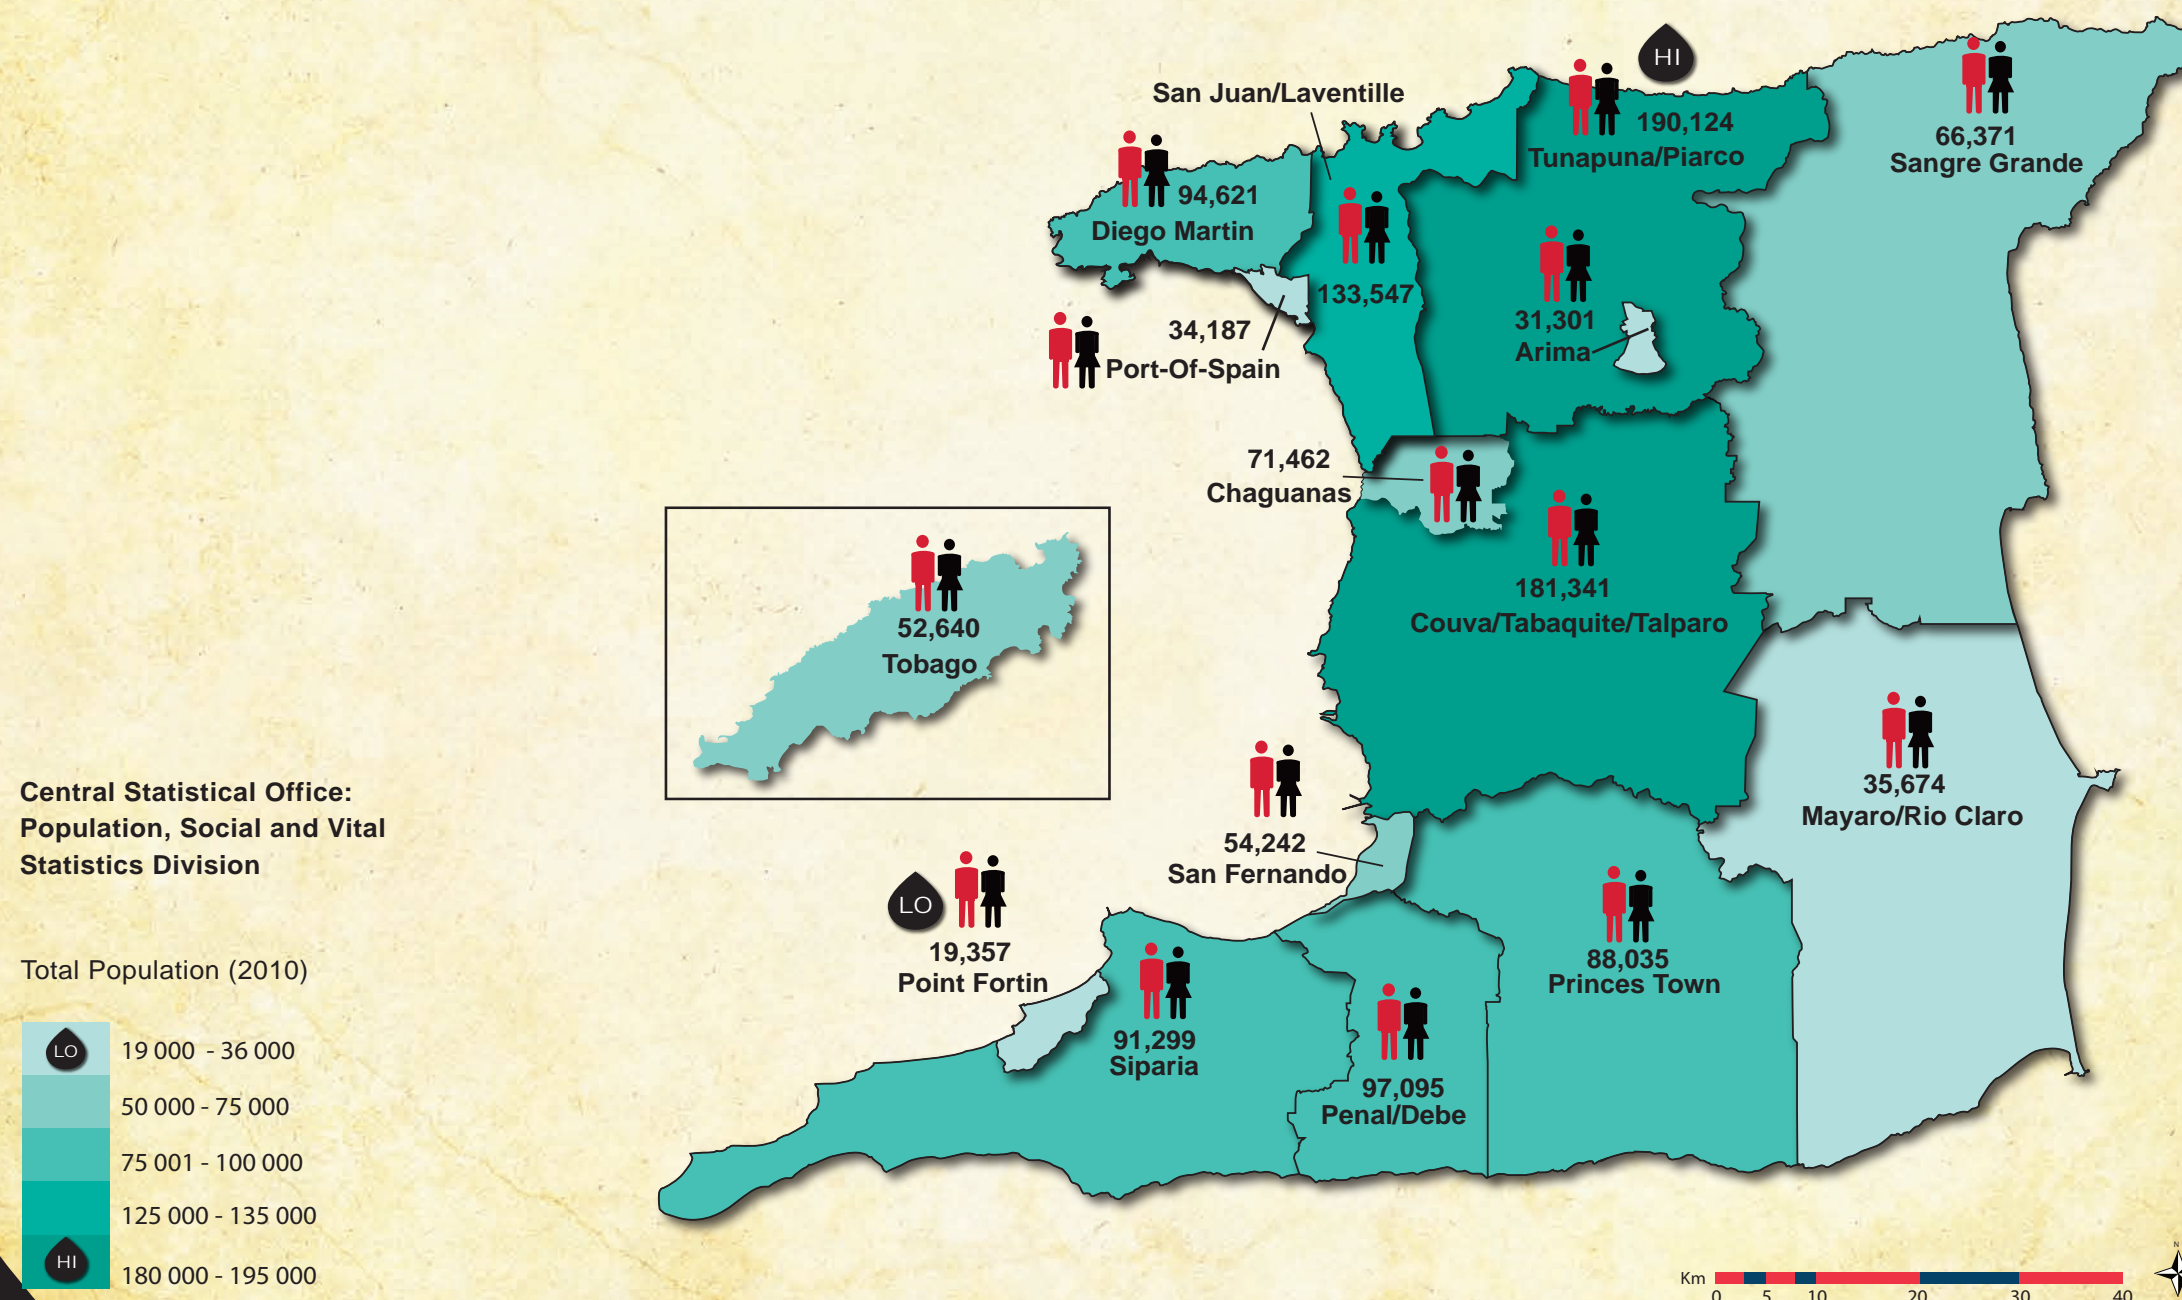 HI
San Juan/Laventille
190,124
Tunapuna/Piarco
66,371
Sangre Grande
94,621
Diego Martin
133,547
31,301
Arima
34,187
Port-Of-Spain
71,462
Chaguanas
181,341
Couva/Tabaquite/Talparo
52,640
Tobago
35,674
Mayaro/Rio Claro
54,242
San Fernando
LO
19,357
Point Fortin
88,035
Princes Town
91,299
Siparia
97,095
Penal/Debe
Central Statistical Office:
Population, Social and Vital
Statistics Division
Total Population (2010)
LO
19 000 - 36 000
50 000 - 75 000
75 001 - 100 000
125 000 - 135 000
HI
180 000 - 195 000
N
Km
0 5 10 20 30 40